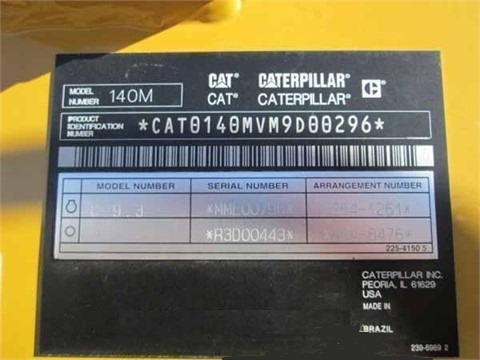 MODEL NUMBER 140M
CAT CATERPILLAR
CAT CATERPILLAR
PRODUCT IDENTIFICATION NUMBER *CAT0140MVM9D00296*
MODEL NUMBER SERIAL NUMBER ARRANGEMENT NUMBER
*R3D00443*
225-4150 5
CATERPILLAR INC.
PEORIA, IL 61629
USA
MADE IN
BRAZIL
239-6969 2